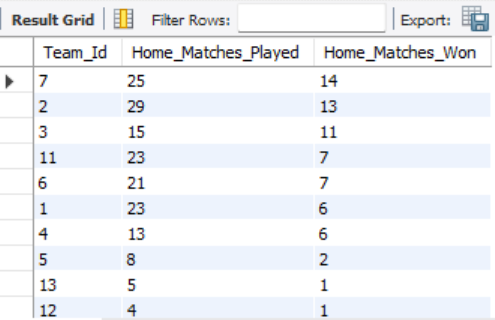 Result Grid Filter Rows: Export:
Team_Id Home_Matches_Played Home_Matches_Won
7 25 14
2 29 13
3 15 11
11 23 7
6 21 7
1 23 6
4 13 6
5 8 2
13 5 1
12 4 1